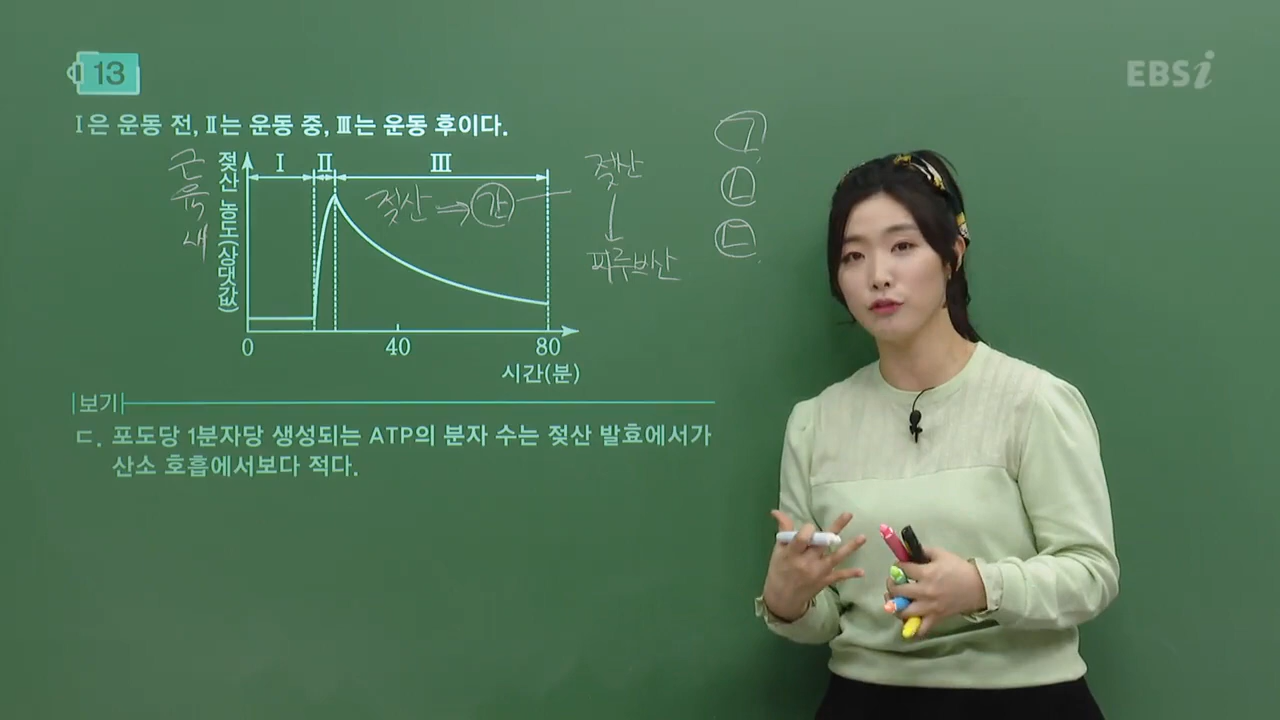 13
EBSi
Ⅰ은 운동 전, Ⅱ는 운동 중, Ⅲ는 운동 후이다.
근육 내
젖산 농도(상댓값)
Ⅰ Ⅱ Ⅲ
젖산 ⇒ 간
젖산
↓
피루브산
ㄱ
ㄴ
ㄷ
0 40 80
시간(분)
보기
ㄷ. 포도당 1분자당 생성되는 ATP의 분자 수는 젖산 발효에서가
산소 호흡에서보다 적다.